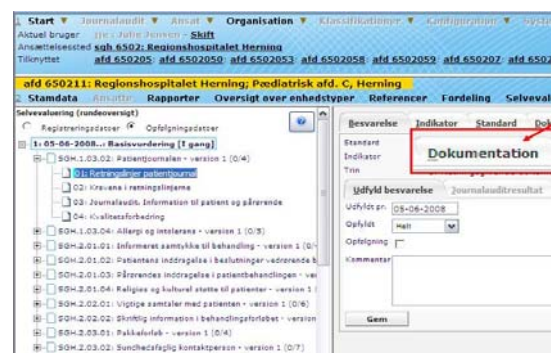 1 Start Journalaudit Ansat Organisation Klassifikationer Konfiguration System
Aktuel bruger Julie Jensen - Skift
Ansættelsessted sgh 6502: Regionshospitalet Herning
Tilknyttet afd 650205; afd 6502050; afd 6502053 afd 6502058 afd 650207; afd 6502
afd 650211: Regionshospitalet Herning; Pædiatrisk afd. C, Herning
2 Stamdata Ansatte Rapporter Oversigt over enhedstyper Referencer Fordeling Selveval
Selvevaluering (rundeoversigt)
Registreringsdatoer Opfølgningsdatoer
1: 05-06-2008...: Basisvurdering [I gang]
SGH.1.03.02: Patientjournalen - version 1 (0/4)
01: Retningslinjer patientjournal
02: Kravene i retningslinjerne
03: Journalaudit. Information til patient og pårørende
04: Kvalitetsforbedring
SGH.1.03.04: Allergi og intolerans - version 1 (0/5)
SGH.2.01.01: Informeret samtykke til behandling - version 1 (0/
SGH.2.01.02: Patientens inddragelse i beslutninger vedrørende b
SGH.2.01.03: Pårørendes inddragelse i patientbehandlingen - ve
SGH.2.01.04: Religiøs og kulturel støtte til patienter - version 1
SGH.2.02.01: Vigtige samtaler med patienten - version 1 (0/6)
SGH.2.02.02: Skriftlig information i behandlingsforløbet - version
SGH.2.03.01: Pakkeforløb - version 1 (0/4)
SGH.2.03.02: Sundhedsfaglig kontaktperson - version 1 (0/7)
Besvarelse Indikator Standard Dok
Standard
Indikator
Trin
Dokumentation
Udfyld besvarelse Journalauditresultat
Udfyldt pr. 05-06-2008
Opfyldt Helt
Opfølgning
Kommentar
Gem